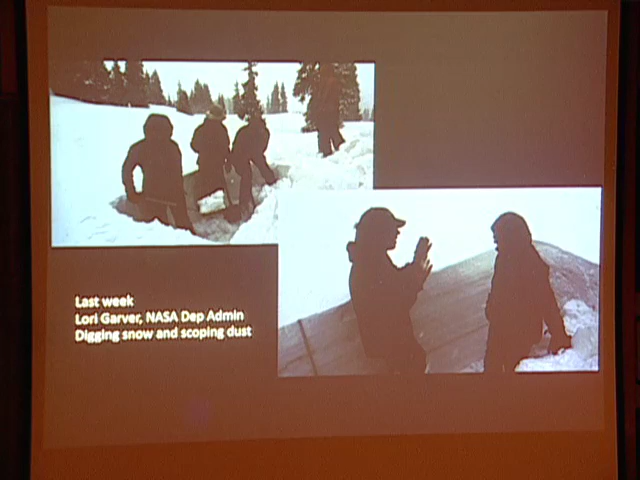 Last week
Lori Garver, NASA Dep Admin
Digging snow and scoping dust